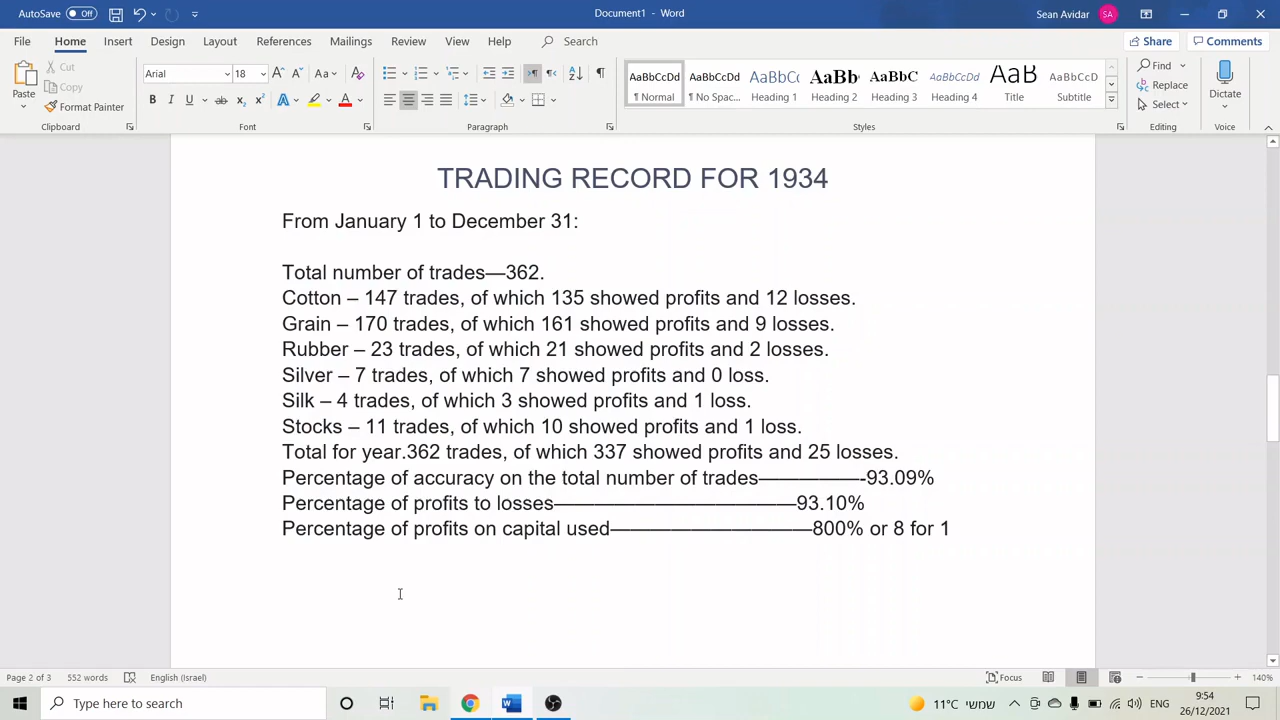 AutoSave Off Document1 - Word Sean Avidar SA
File Home Insert Design Layout References Mailings Review View Help Search Share Comments
Paste Cut Copy Format Painter
Clipboard
Arial 18 Aa
B I U ab x₂ x² A A
Font
Paragraph
AaBbCcDd AaBbCcDd AaBbCc AaBb AaBbC AaBbCcDd AaB AaBbCcDd
¶ Normal ¶ No Spac... Heading 1 Heading Heading 3 Heading 4 Title Subtitle
Styles
Find Replace Select
Editing
Dictate
Voice
TRADING RECORD FOR 1934
From January 1 to December 31:
Total number of trades—362.
Cotton – 147 trades, of which 135 showed profits and 12 losses.
Grain – 170 trades, of which 161 showed profits and 9 losses.
Rubber – 23 trades, of which 21 showed profits and 2 losses.
Silver – 7 trades, of which 7 showed profits and 0 loss.
Silk – 4 trades, of which 3 showed profits and 1 loss.
Stocks – 11 trades, of which 10 showed profits and 1 loss.
Total for year.362 trades, of which 337 showed profits and 25 losses.
Percentage of accuracy on the total number of trades—————-93.09%
Percentage of profits to losses————————————93.10%
Percentage of profits on capital used——————————800% or 8 for 1
Page 2 of 3 552 words English (Israel) Focus 140%
Type here to search 11°C שמשי ENG 9:54
26/12/2021